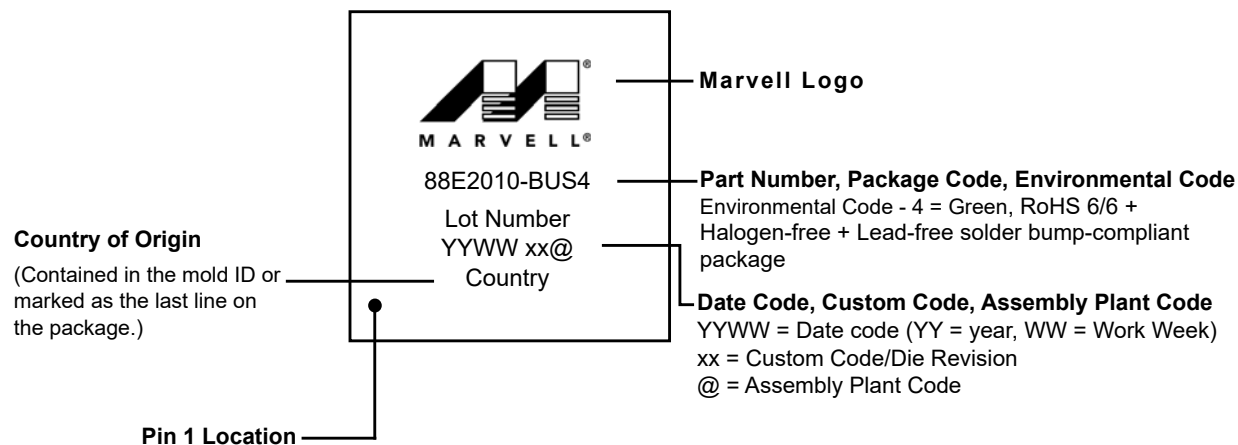 MARVELL®
®
Marvell Logo
88E2010-BUS4
Part Number, Package Code, Environmental Code
Environmental Code - 4 = Green, RoHS 6/6 +
Halogen-free + Lead-free solder bump-compliant
package
Lot Number
YYWW xx@
Country
Country of Origin
(Contained in the mold ID or
marked as the last line on
the package.)
Date Code, Custom Code, Assembly Plant Code
YYWW = Date code (YY = year, WW = Work Week)
xx = Custom Code/Die Revision
@ = Assembly Plant Code
Pin 1 Location